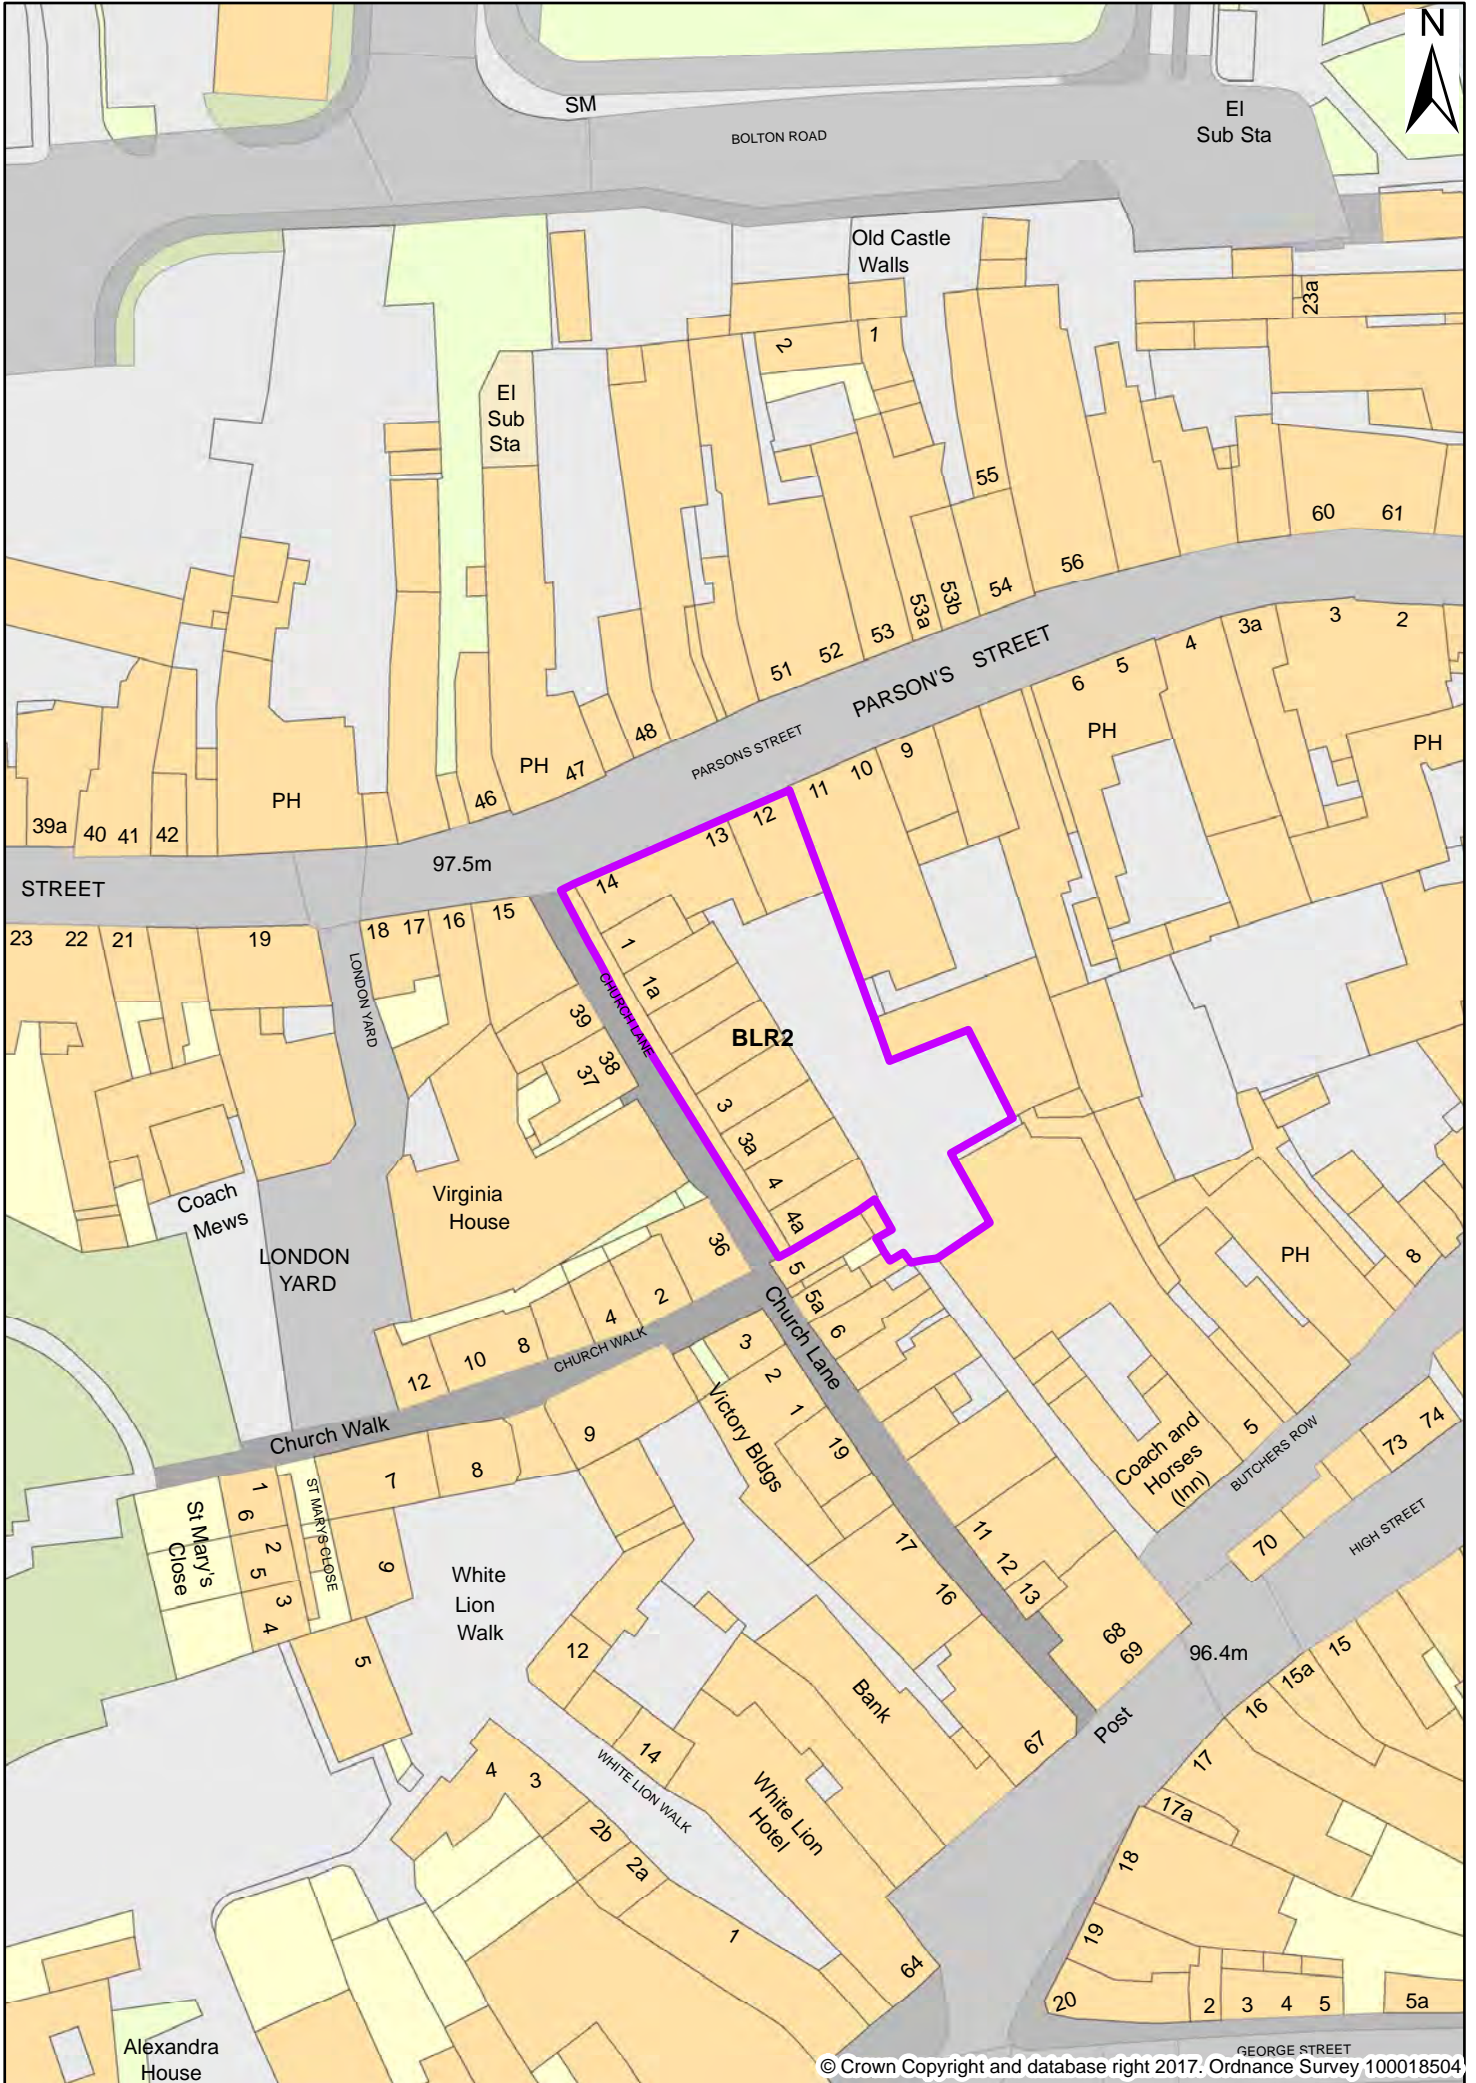 N
SM
BOLTON ROAD
El
Sub Sta
Old Castle
Walls
23a
2
1
El
Sub
Sta
55
60
61
56
54
53b
53a
53
52
51
PARSON'S STREET
PARSONS STREET
3a
3
2
4
5
6
PH
PH
48
47
PH
46
PH
39a
40
41
42
9
10
11
12
13
14
97.5m
STREET
23
22
21
19
18
17
16
15
LONDON YARD
1
1a
CHURCH LANE
39
38
37
BLR2
3
3a
4
4a
Virginia
House
Coach
Mews
LONDON
YARD
36
5
5a
6
PH
8
2
4
8
10
12
CHURCH WALK
Church Walk
Church Lane
3
2
1
19
Victory Bldgs
9
8
7
Coach and
Horses
(Inn)
5
BUTCHERS ROW
74
73
70
HIGH STREET
1
6
2
5
3
4
St Mary's
Close
ST MARYS CLOSE
9
5
White
Lion
Walk
11
12
13
17
16
68
69
96.4m
15
15a
16
17
17a
18
19
20
12
14
Bank
67
Post
White Lion
Hotel
WHITE LION WALK
4
3
2b
2a
1
64
2
3
4
5
5a
GEORGE STREET
Alexandra
House
© Crown Copyright and database right 2017. Ordnance Survey 100018504